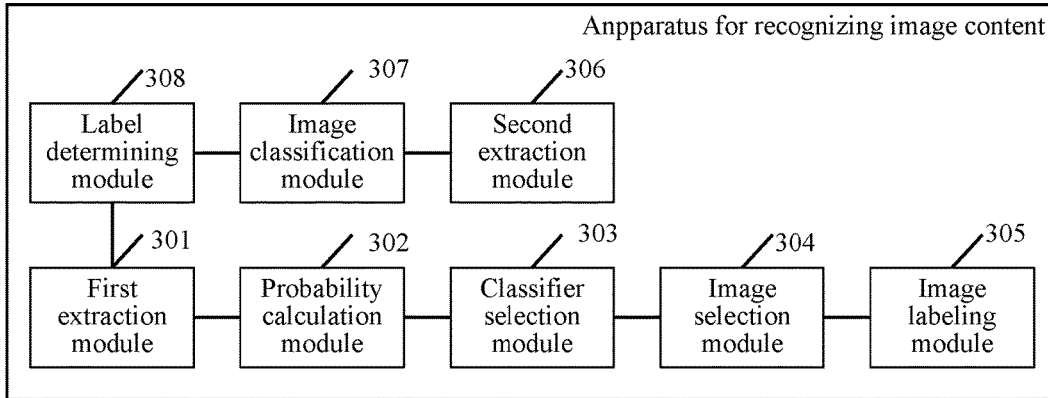 Anpparatus for recognizing image content
308
307
306
Label
determining
module
Image
classification
module
Second
extraction
module
301
302
303
304
305
First
extraction
module
Probability
calculation
module
Classifier
selection
module
Image
selection
module
Image
labeling
module